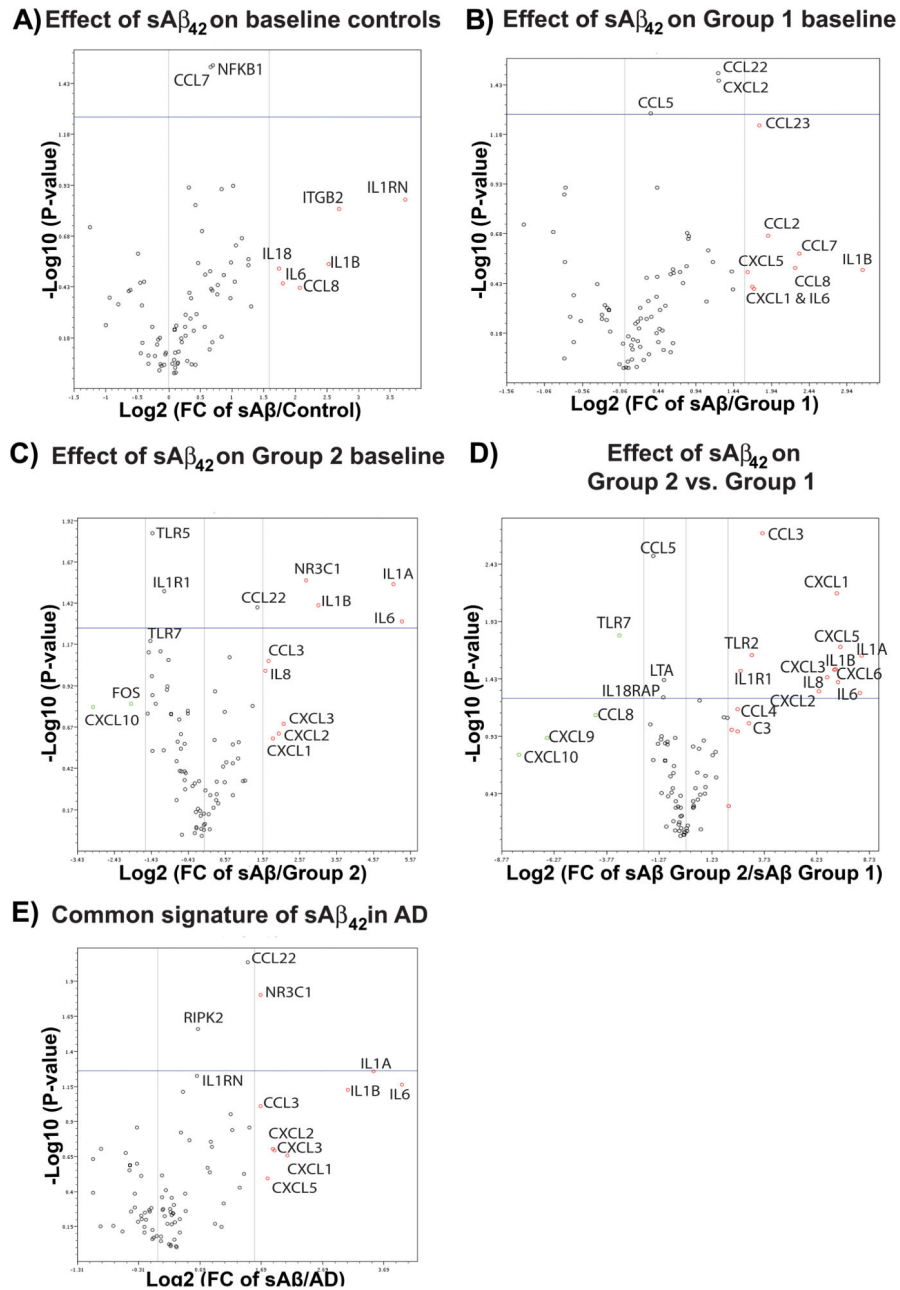 A) Effect of sAβ42 on baseline controls
-Log10 (P-value)
1.43
1.18
0.93
0.68
0.43
0.18
NFKB1
CCL7
IL1RN
ITGB2
IL18
IL1B
IL6
CCL8
-1.5 -0.5 0.5 1.5 2.5 3.5
Log2 (FC of sAβ/Control)
B) Effect of sAβ42 on Group 1 baseline
-Log10 (P-value)
1.43
1.18
0.93
0.68
0.43
0.18
CCL22
CXCL2
CCL5
CCL23
CCL2
CCL7
CXCL5
IL1B
CCL8
CXCL1 & IL6
-1.56 -0.56 -0.06 0.44 0.94 1.44 1.94 2.44 2.94
Log2 (FC of sAβ/Group 1)
C) Effect of sAβ42 on Group 2 baseline
-Log10 (P-value)
1.92
1.67
1.42
1.17
0.92
0.67
0.42
0.17
TLR5
NR3C1
IL1A
IL1R1
CCL22
IL1B
IL6
TLR7
CCL3
IL8
FOS
CXCL10
CXCL3
CXCL2
CXCL1
-3.43 -2.43 -1.43 -0.43 0.57 1.57 2.57 3.57 4.57 5.57
Log2 (FC of sAβ/Group 2)
D) Effect of sAβ42 on
Group 2 vs. Group 1
-Log10 (P-value)
2.43
1.93
1.43
0.93
0.43
CCL3
CCL5
CXCL1
TLR7
CXCL5
TLR2
IL1A
IL1B
CXCL3
CXCL6
LTA
IL1R1
IL8
IL18RAP
IL6
CXCL2
CCL8
CCL4
C3
CXCL9
CXCL10
-8.77 -6.27 -3.77 -1.27 1.23 3.73 6.23 8.73
Log2 (FC of sAβ Group 2/sAβ Group 1)
E) Common signature of sAβ42 in AD
-Log10 (P-value)
1.9
1.65
1.4
1.15
0.9
0.65
0.4
0.15
CCL22
NR3C1
RIPK2
IL1A
IL1RN
IL1B
IL6
CCL3
CXCL2
CXCL3
CXCL1
CXCL5
-1.31 -0.31 0.69 1.69 2.69 3.69
Log2 (FC of sAβ/AD)